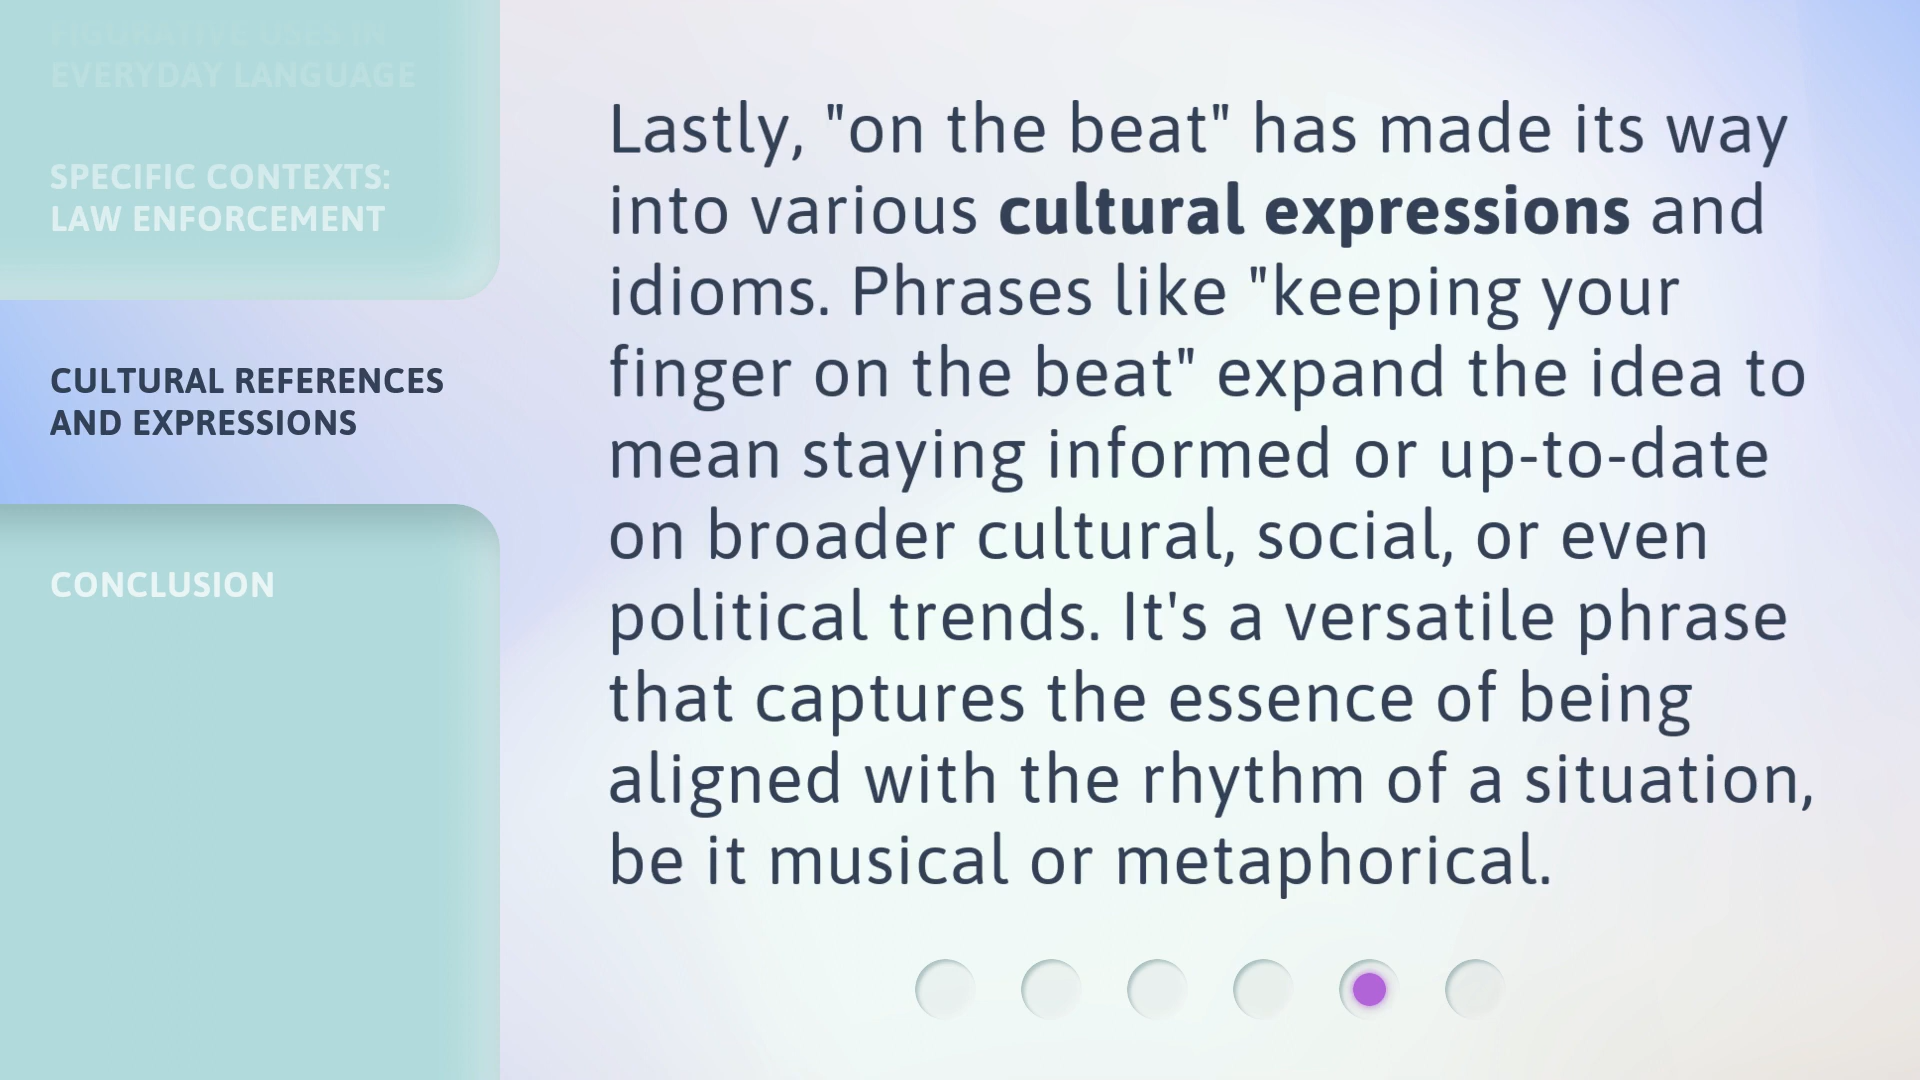 FIGURATIVE USES IN
EVERYDAY LANGUAGE
SPECIFIC CONTEXTS:
LAW ENFORCEMENT
CULTURAL REFERENCES
AND EXPRESSIONS
CONCLUSION
Lastly, "on the beat" has made its way
into various cultural expressions and
idioms. Phrases like "keeping your
finger on the beat" expand the idea to
mean staying informed or up-to-date
on broader cultural, social, or even
political trends. It's a versatile phrase
that captures the essence of being
aligned with the rhythm of a situation,
be it musical or metaphorical.